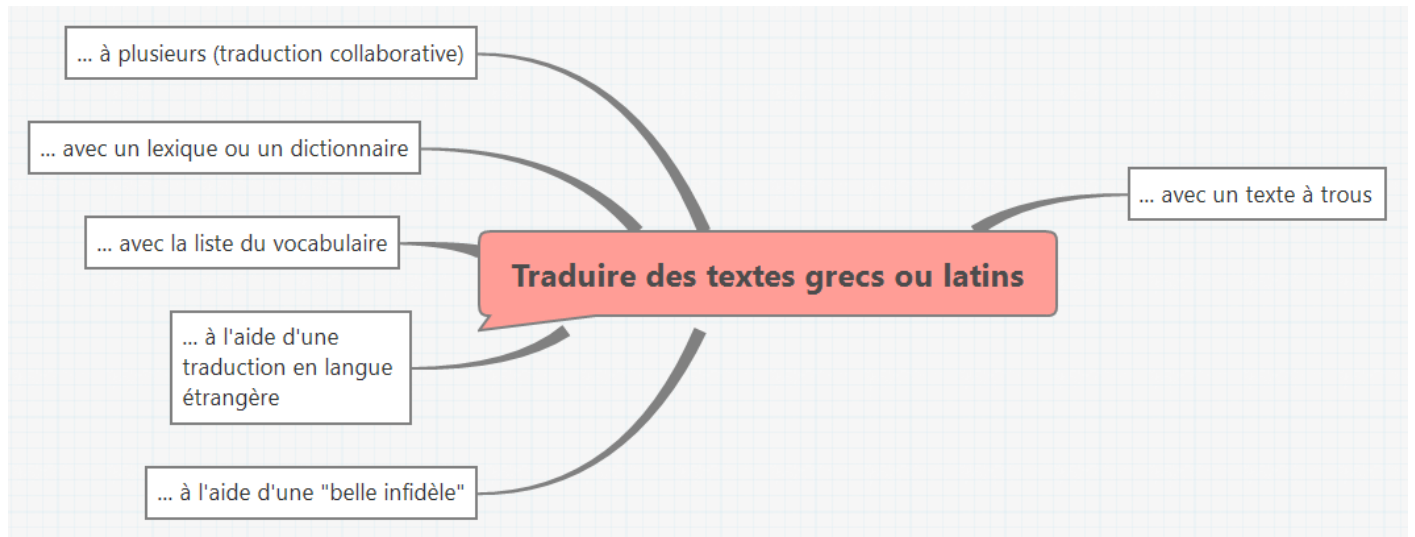 ... à plusieurs (traduction collaborative)
... avec un lexique ou un dictionnaire
... avec la liste du vocabulaire
... à l'aide d'une
traduction en langue
étrangère
... à l'aide d'une "belle infidèle"
Traduire des textes grecs ou latins
... avec un texte à trous